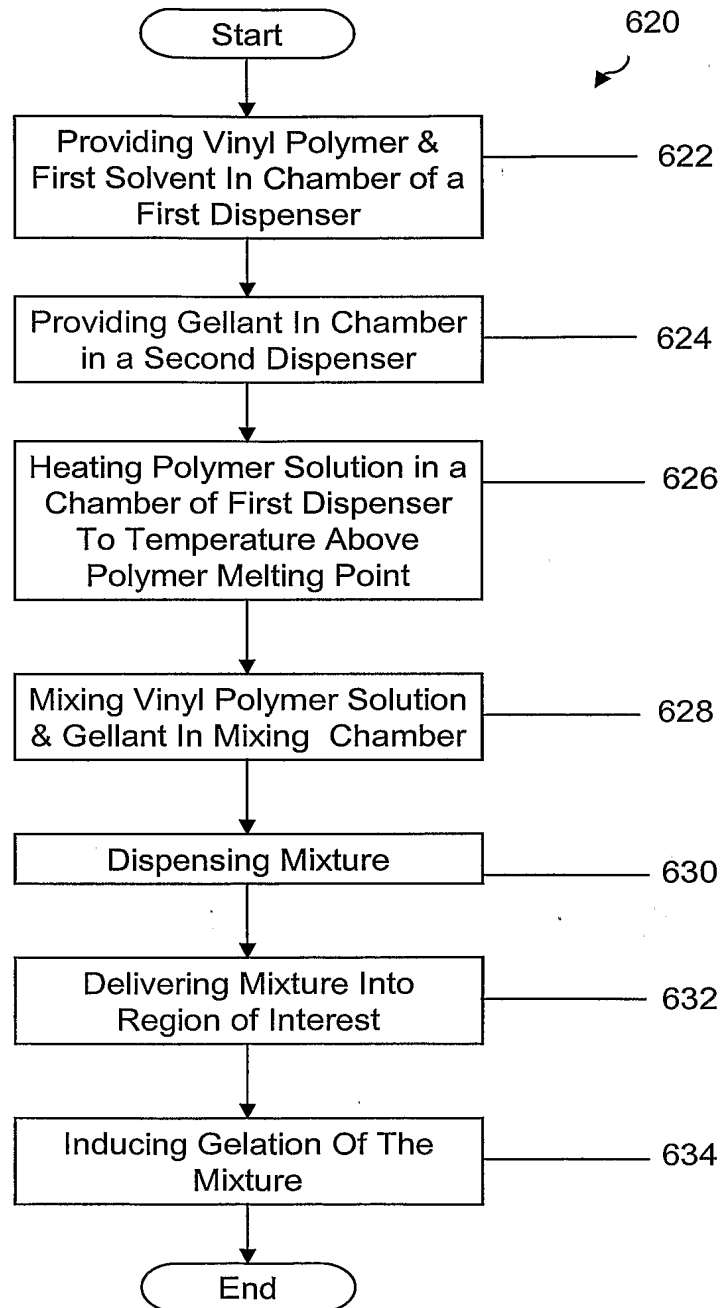 Start
620
Providing Vinyl Polymer &
First Solvent In Chamber of a
First Dispenser
622
Providing Gellant In Chamber
in a Second Dispenser
624
Heating Polymer Solution in a
Chamber of First Dispenser
To Temperature Above
Polymer Melting Point
626
Mixing Vinyl Polymer Solution
& Gellant In Mixing Chamber
628
Dispensing Mixture
630
Delivering Mixture Into
Region of Interest
632
Inducing Gelation Of The
Mixture
634
End